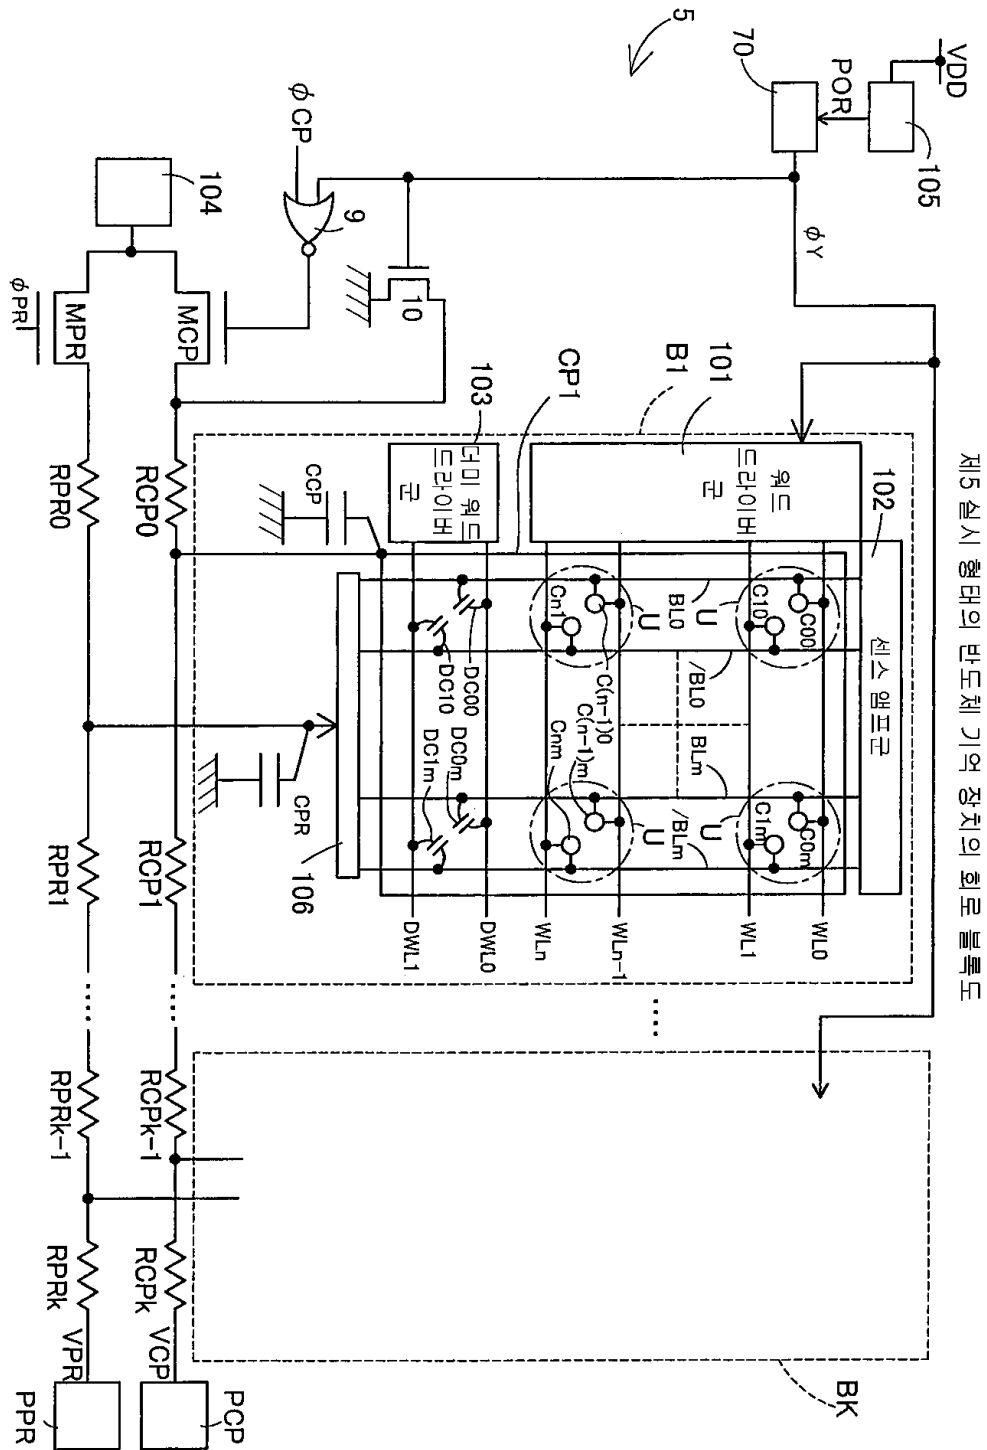 제5 실시 형태의 반도체 기억 장치의 회로 블록도
5
VDD
105
POR
70
φY
φCP
9
10
104
MCP
MPR
φPR
101
B1
CP1
103
102
워드
드라이버
군
더미 워드
드라이버
군
센스 앰프군
CCP
CPR
106
RCP0
RPR0
RCP1
RPR1
RCPk-1
RPRk-1
RCPk
RPRk
VCP
VPR
PCP
PPR
C00
C10
U
BL0
/BL0
U
Cn1
C(n-1)0
C(n-1)m
Cnm
DC00
DC10
DC0m
DC1m
BLm
/BLm
U
U
C0m
C1m
WL0
WL1
WLn-1
WLn
DWL0
DWL1
BK